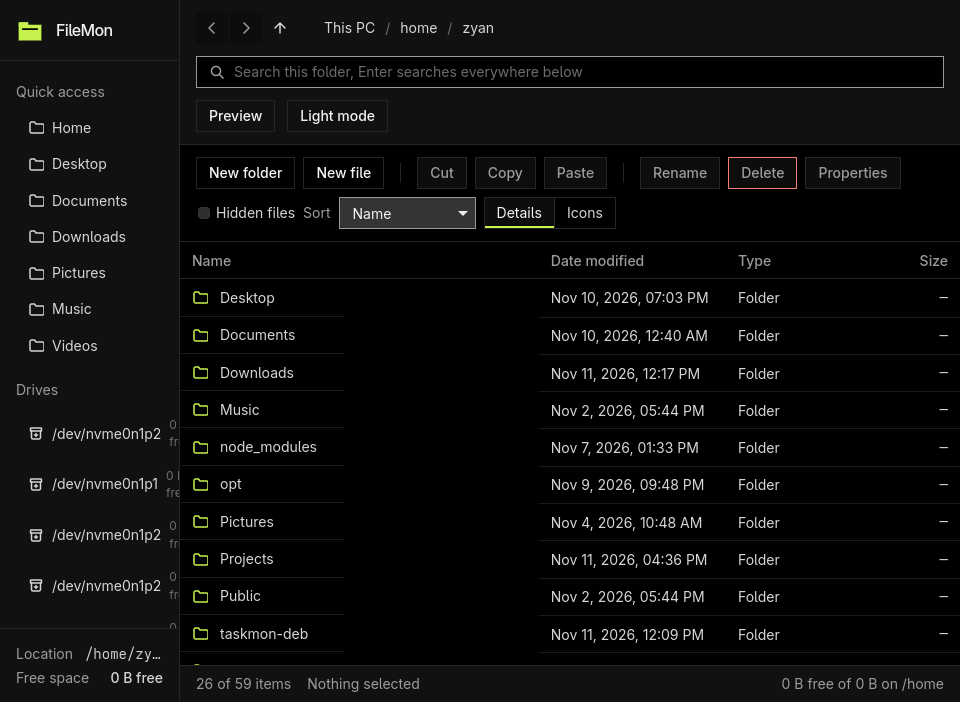 FileMon
This PC / home / zyan
Search this folder, Enter searches everywhere below
Preview Light mode
Quick access
Home
Desktop
Documents
Downloads
Pictures
Music
Videos
Drives
/dev/nvme0n1p2 0
/dev/nvme0n1p1 0
/dev/nvme0n1p2 0
/dev/nvme0n1p2 0
Location /home/zy…
Free space 0 B free
New folder New file Cut Copy Paste Rename Delete Properties
Hidden files Sort Name Details Icons
Name Date modified Type Size
Desktop Nov 10, 2026, 07:03 PM Folder –
Documents Nov 10, 2026, 12:40 AM Folder –
Downloads Nov 11, 2026, 12:17 PM Folder –
Music Nov 2, 2026, 05:44 PM Folder –
node_modules Nov 7, 2026, 01:33 PM Folder –
opt Nov 9, 2026, 09:48 PM Folder –
Pictures Nov 4, 2026, 10:48 AM Folder –
Projects Nov 11, 2026, 04:36 PM Folder –
Public Nov 2, 2026, 05:44 PM Folder –
taskmon-deb Nov 11, 2026, 12:09 PM Folder –
26 of 59 items Nothing selected 0 B free of 0 B on /home